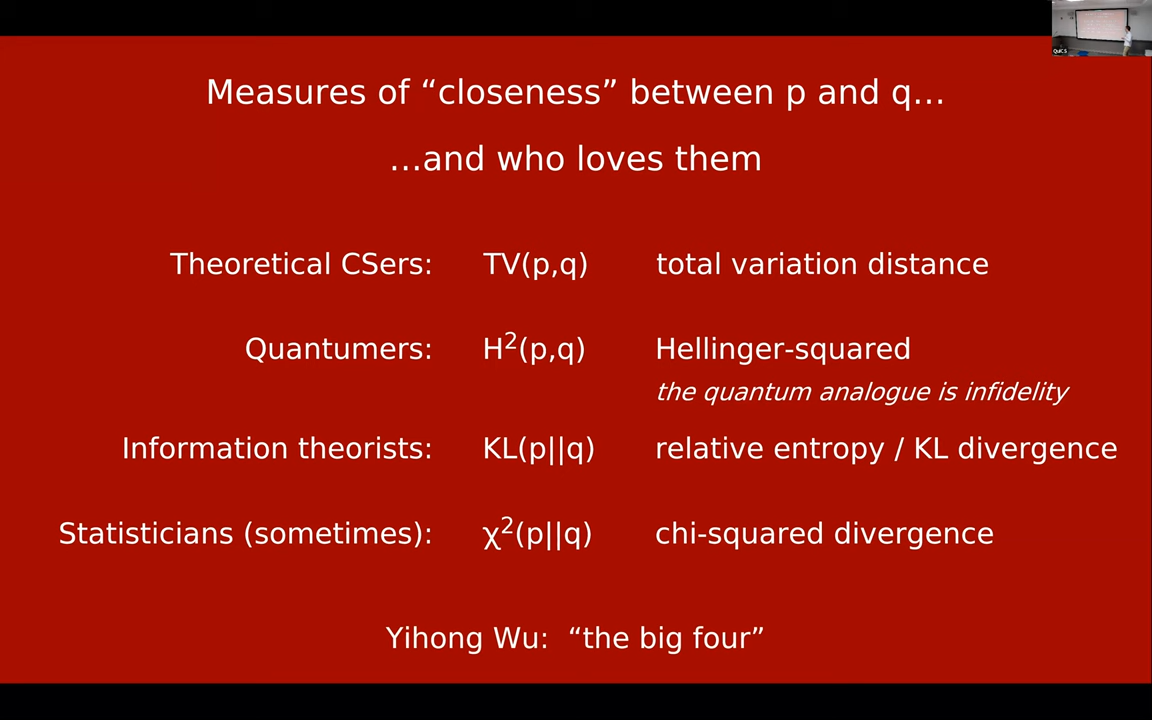 QuICS
Measures of “closeness” between p and q...
...and who loves them
Theoretical CSers: TV(p,q) total variation distance
Quantumers: H²(p,q) Hellinger-squared
the quantum analogue is infidelity
Information theorists: KL(p||q) relative entropy / KL divergence
Statisticians (sometimes): χ²(p||q) chi-squared divergence
Yihong Wu: “the big four”